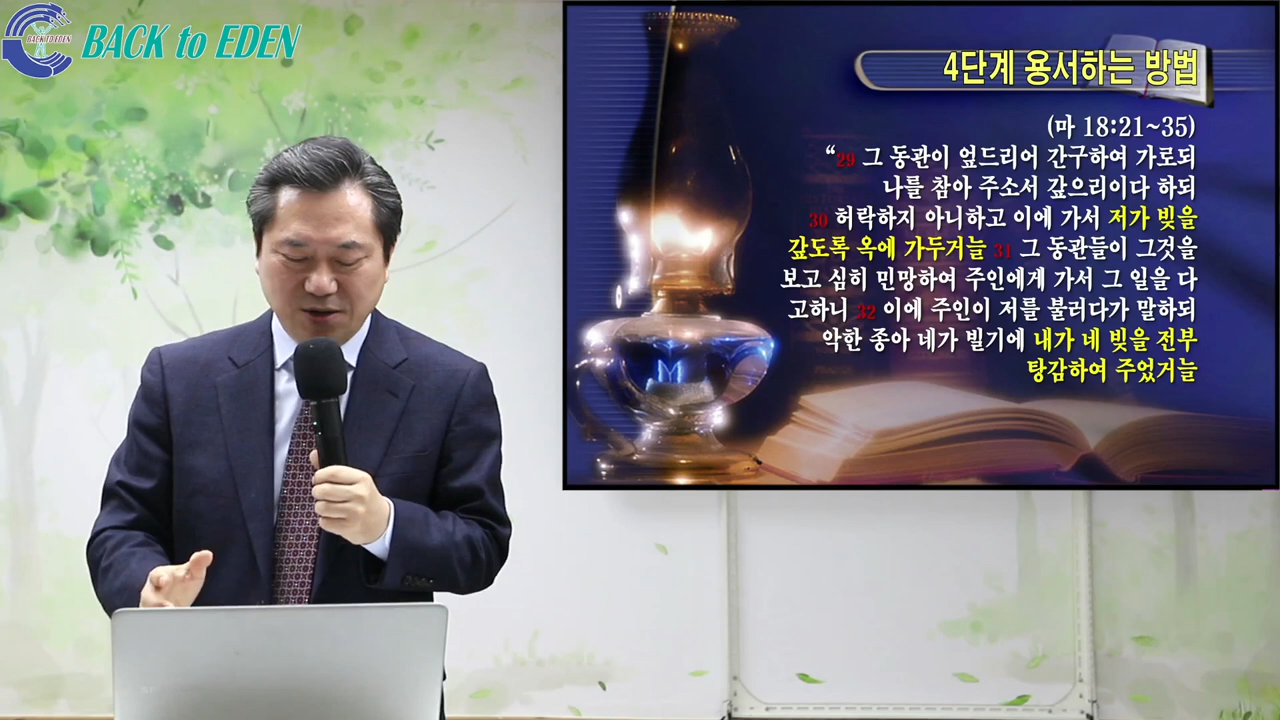 BACK to EDEN
BACK TO EDEN
4단계 용서하는 방법
(마 18:21~35)
“29 그 동관이 엎드리어 간구하여 가로되
나를 참아 주소서 갚으리이다 하되
30 허락하지 아니하고 이에 가서 저가 빚을
갚도록 옥에 가두거늘 31 그 동관들이 그것을
보고 심히 민망하여 주인에게 가서 그 일을 다
고하니 32 이에 주인이 저를 불러다가 말하되
악한 종아 네가 빌기에 내가 네 빚을 전부
탕감하여 주었거늘